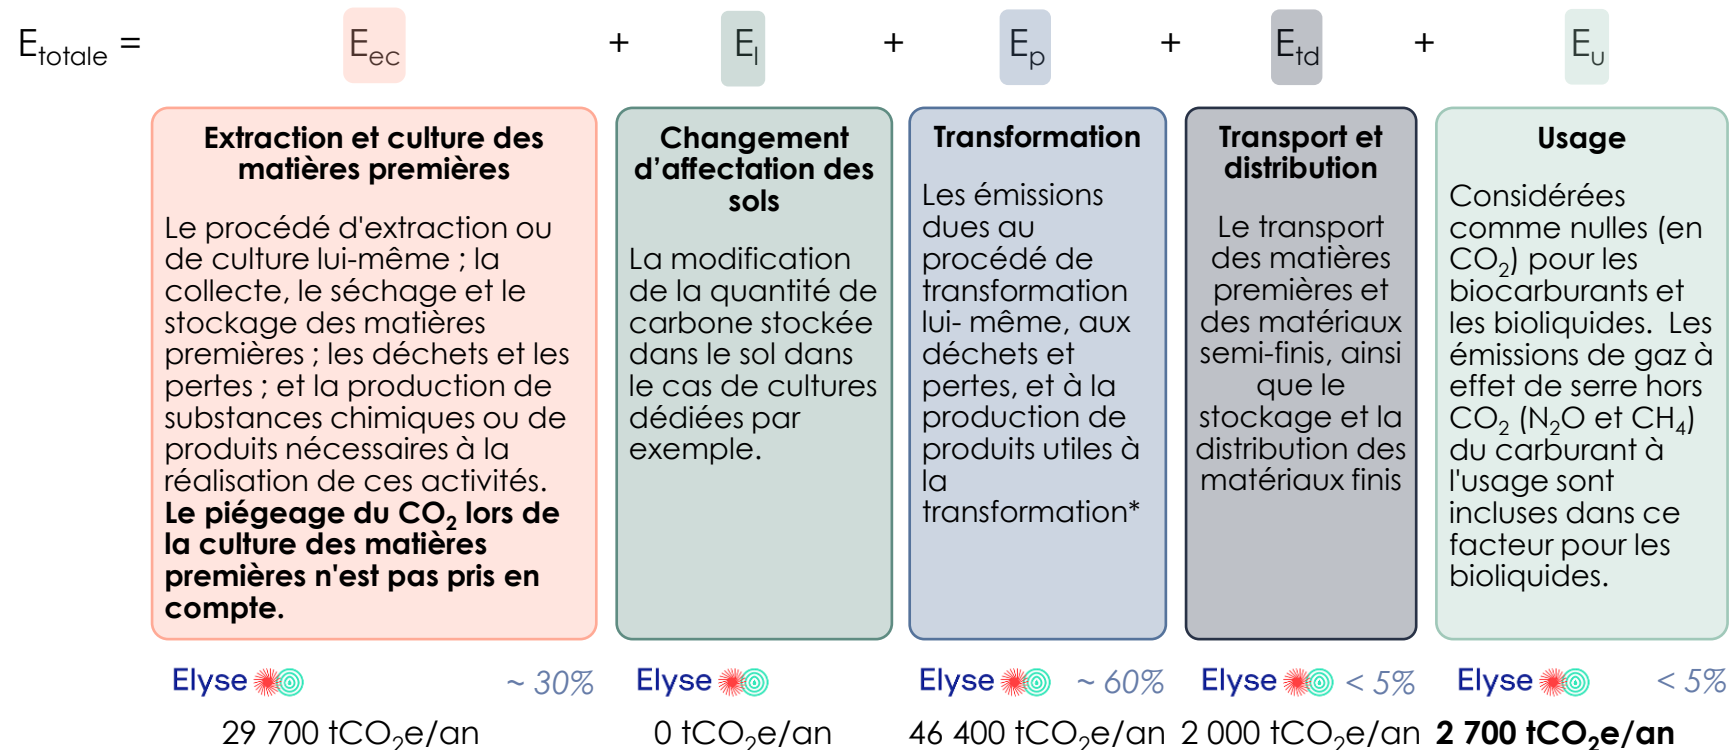 E_totale = E_ec + E_l + E_p + E_td + E_u
Extraction et culture des
matières premières
Le procédé d'extraction ou
de culture lui-même ; la
collecte, le séchage et le
stockage des matières
premières ; les déchets et les
pertes ; et la production de
substances chimiques ou de
produits nécessaires à la
réalisation de ces activités.
Le piégeage du CO₂ lors de
la culture des matières
premières n'est pas pris en
compte.
Changement
d'affectation des
sols
La modification
de la quantité de
carbone stockée
dans le sol dans
le cas de cultures
dédiées par
exemple.
Transformation
Les émissions
dues au
procédé de
transformation
lui- même, aux
déchets et
pertes, et à la
production de
produits utiles à
la
transformation*
Transport et
distribution
Le transport
des matières
premières et
des matériaux
semi-finis, ainsi
que le
stockage et la
distribution des
matériaux finis
Usage
Considérées
comme nulles (en
CO₂) pour les
biocarburants et
les bioliquides. Les
émissions de gaz à
effet de serre hors
CO₂ (N₂O et CH₄)
du carburant à
l'usage sont
incluses dans ce
facteur pour les
bioliquides.
Elyse ~ 30%
29 700 tCO₂e/an
Elyse
0 tCO₂e/an
Elyse ~ 60%
46 400 tCO₂e/an
Elyse < 5%
2 000 tCO₂e/an
Elyse < 5%
2 700 tCO₂e/an